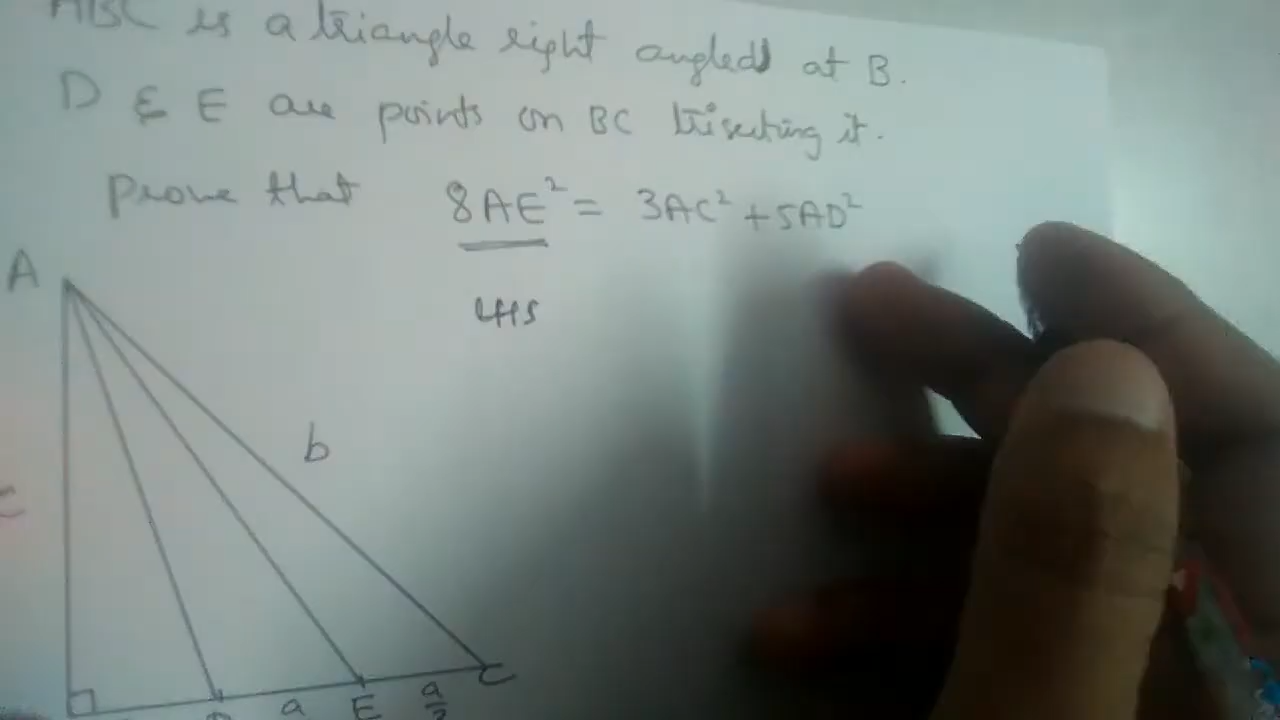 ABC is a triangle right angled at B.
D & E are points on BC trisecting it.
Prove that 8AE² = 3AC² + 5AD²
A
LHS
b
c
C
D a E a/3